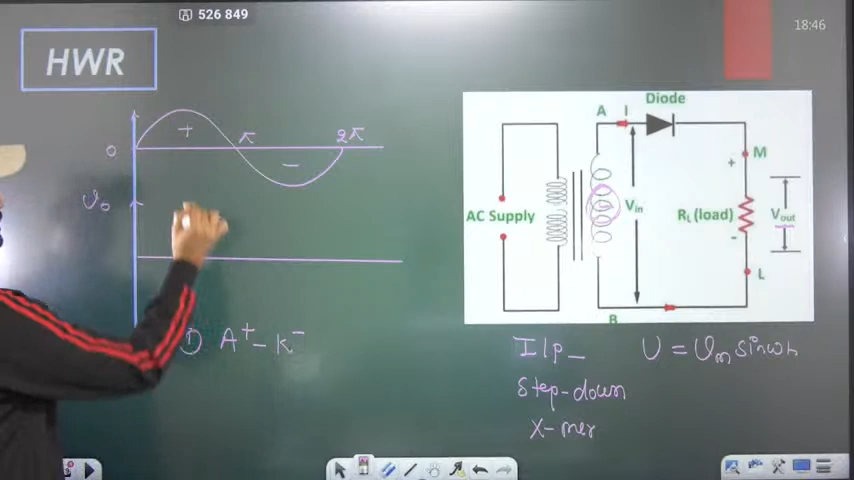 526 849
18:46
HWR
+
π
2π
0
-
V₀
① A⁺ - K⁻
Diode
A
I
M
+
AC Supply
Vin
RL(load)
Vout
-
L
B
I/p -
U = Um sinωt
Step-down
X-mer